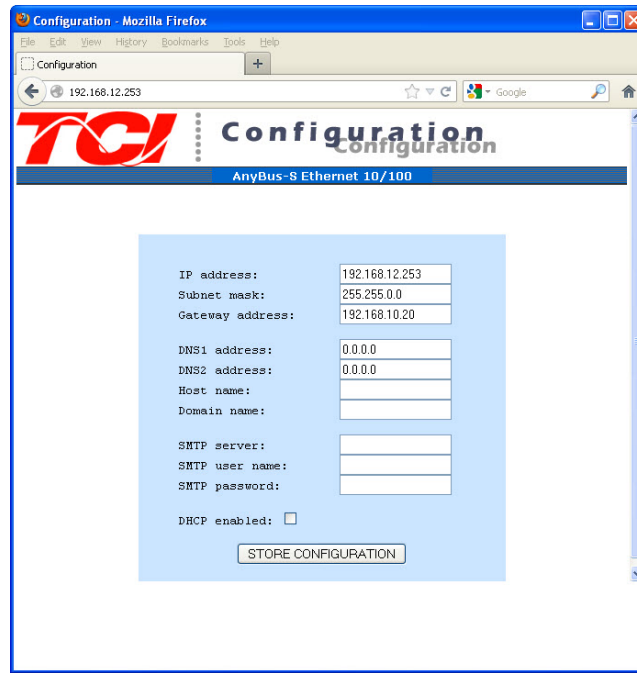 Configuration - Mozilla Firefox
File Edit View History Bookmarks Tools Help
Configuration +
192.168.12.253 Google
TCI Configuration
Configuration
AnyBus-S Ethernet 10/100
IP address: 192.168.12.253
Subnet mask: 255.255.0.0
Gateway address: 192.168.10.20
DNS1 address: 0.0.0.0
DNS2 address: 0.0.0.0
Host name:
Domain name:
SMTP server:
SMTP user name:
SMTP password:
DHCP enabled:
STORE CONFIGURATION